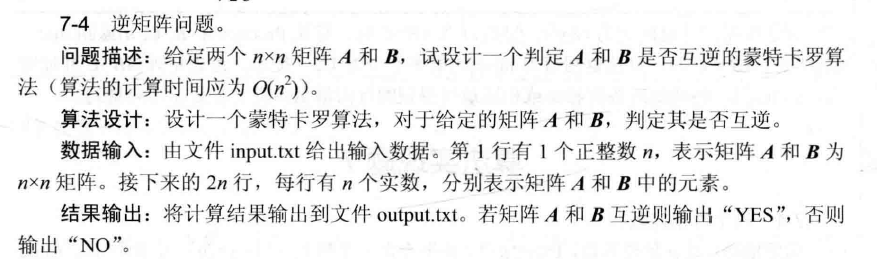 7-4 逆矩阵问题。
问题描述：给定两个 n×n 矩阵 A 和 B，试设计一个判定 A 和 B 是否互逆的蒙特卡罗算
法（算法的计算时间应为 O(n²)）。
算法设计：设计一个蒙特卡罗算法，对于给定的矩阵 A 和 B，判定其是否互逆。
数据输入：由文件 input.txt 给出输入数据。第 1 行有 1 个正整数 n，表示矩阵 A 和 B 为
n×n 矩阵。接下来的 2n 行，每行有 n 个实数，分别表示矩阵 A 和 B 中的元素。
结果输出：将计算结果输出到文件 output.txt。若矩阵 A 和 B 互逆则输出“YES”，否则
输出“NO”。